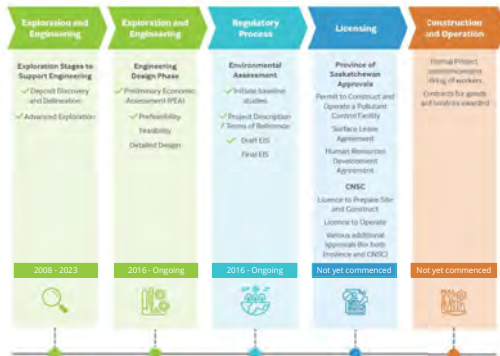 Exploration and
Engineering
Exploration Stages to
Support Engineering
Deposit Discovery
and Delineation
Advanced Exploration
2008 - 2023
Exploration and
Engineering
Engineering
Design Phase
Preliminary Economic
Assessment (PEA)
Prefeasibility
Feasibility
Detailed Design
2016 - Ongoing
Regulatory
Process
Environmental
Assessment
Initiate baseline
studies
Project Description
/ Terms of Reference
Draft EIS
Final EIS
2016 - Ongoing
Licensing
Province of
Saskatchewan
Approvals
Permit to Construct and
Operate a Pollutant
Control Facility
Surface Lease
Agreement
Human Resources
Development
Agreement
CNSC
Licence to Prepare Site
and Construct
Licence to Operate
Various additional
approvals (for both
province and CNSC)
Not yet commenced
Construction
and Operation
Formal Project
commencement
Hiring of workers
Contracts for goods
and services awarded
Not yet commenced